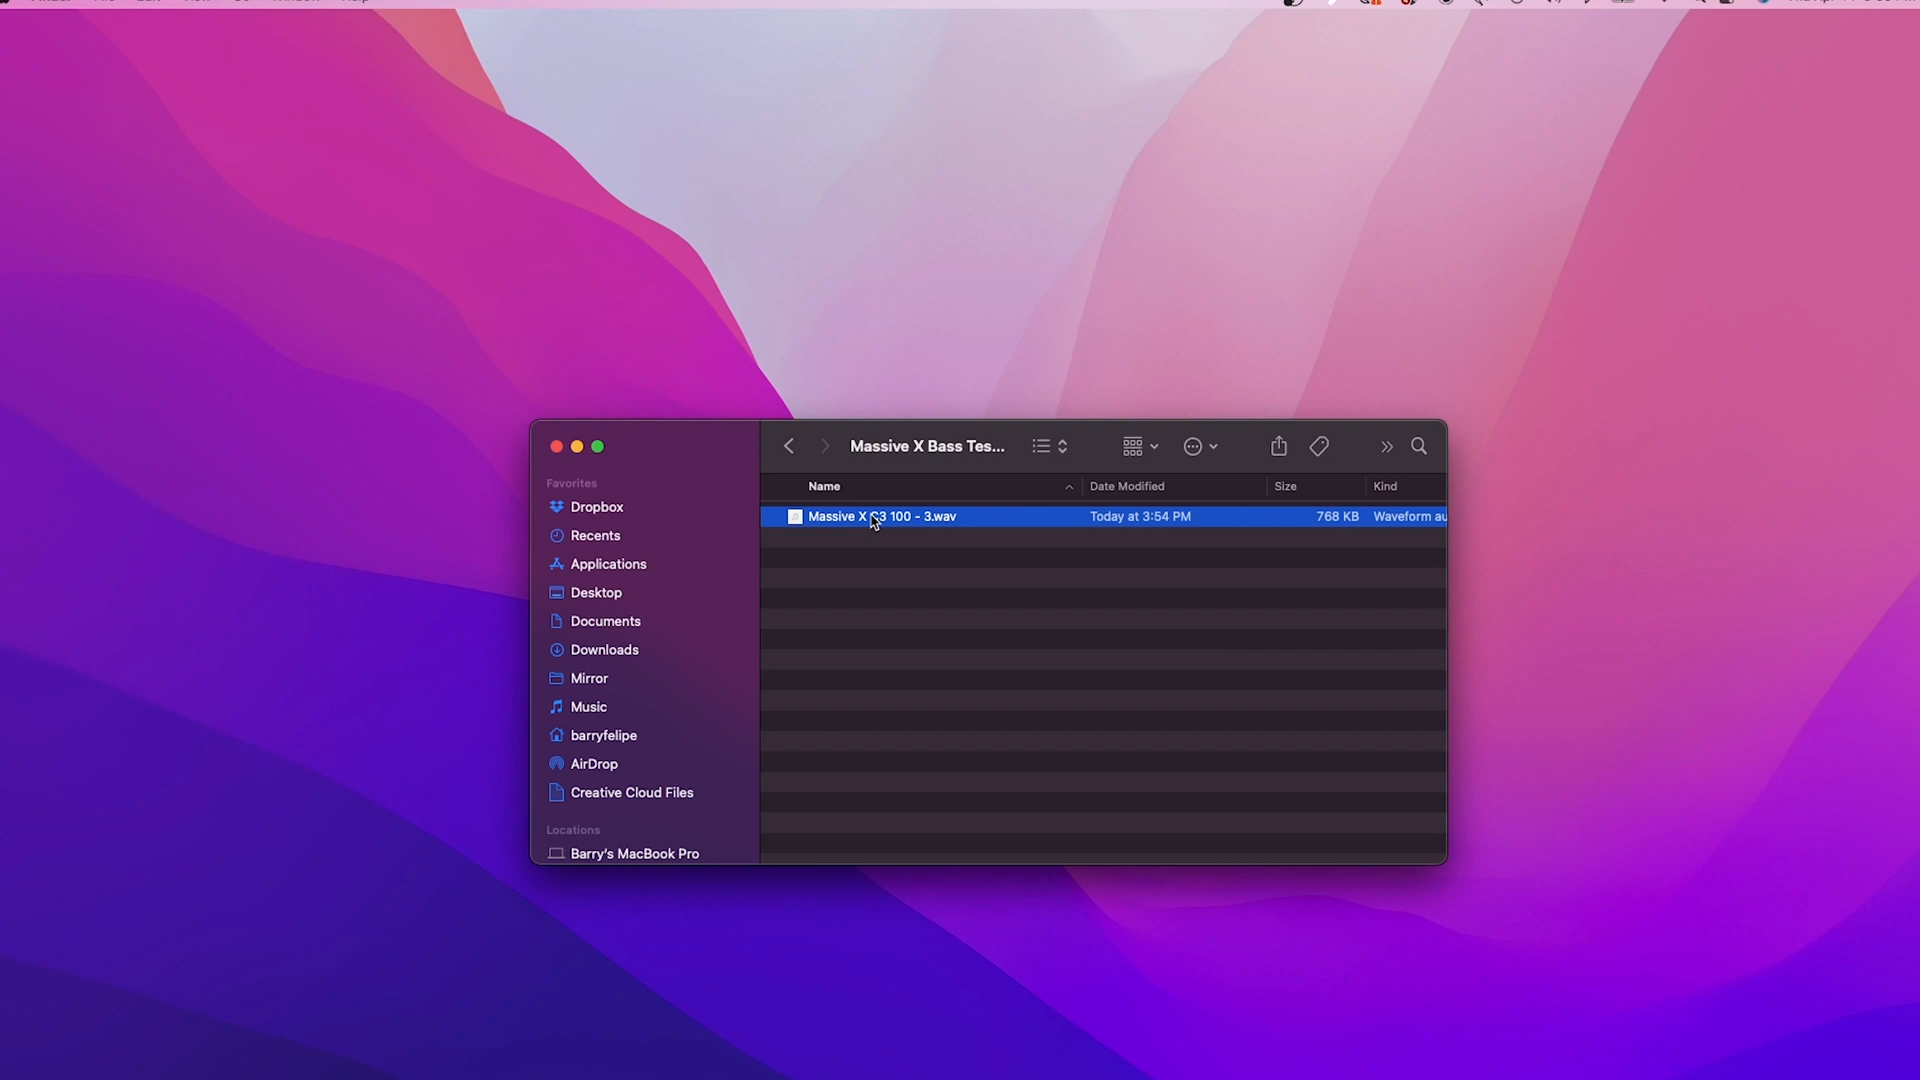 Massive X Bass Tes...
Favorites
Dropbox
Recents
Applications
Desktop
Documents
Downloads
Mirror
Music
barryfelipe
AirDrop
Creative Cloud Files
Locations
Barry's MacBook Pro
Name Date Modified Size Kind
Massive X C3 100 - 3.wav Today at 3:54 PM 768 KB Waveform au